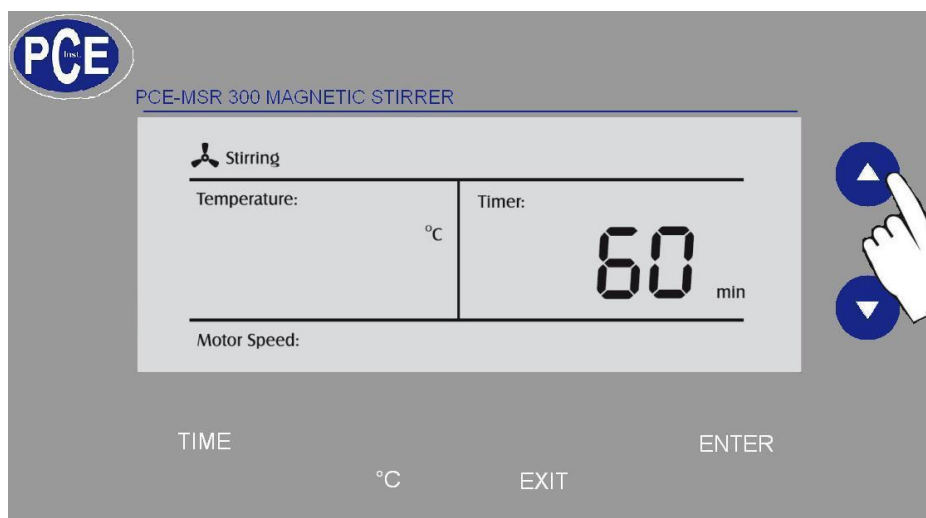 PCE
Inst.
PCE-MSR 300 MAGNETIC STIRRER
Stirring
Temperature:
°C
Timer:
60 min
Motor Speed:
TIME
ENTER
°C
EXIT